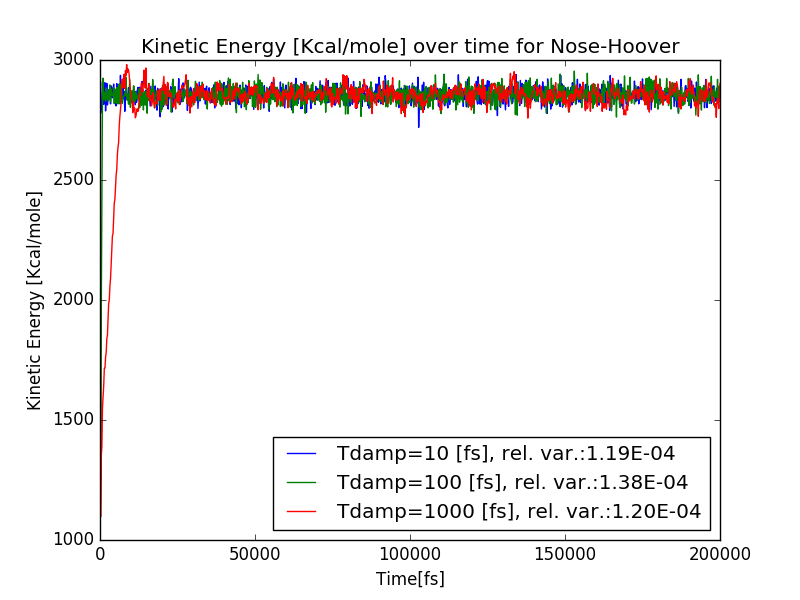 Kinetic Energy [Kcal/mole] over time for Nose-Hoover
3000
2500
2000
1500
1000
Kinetic Energy [Kcal/mole]
Tdamp=10 [fs], rel. var.:1.19E-04
Tdamp=100 [fs], rel. var.:1.38E-04
Tdamp=1000 [fs], rel. var.:1.20E-04
0 50000 100000 150000 200000
Time[fs]